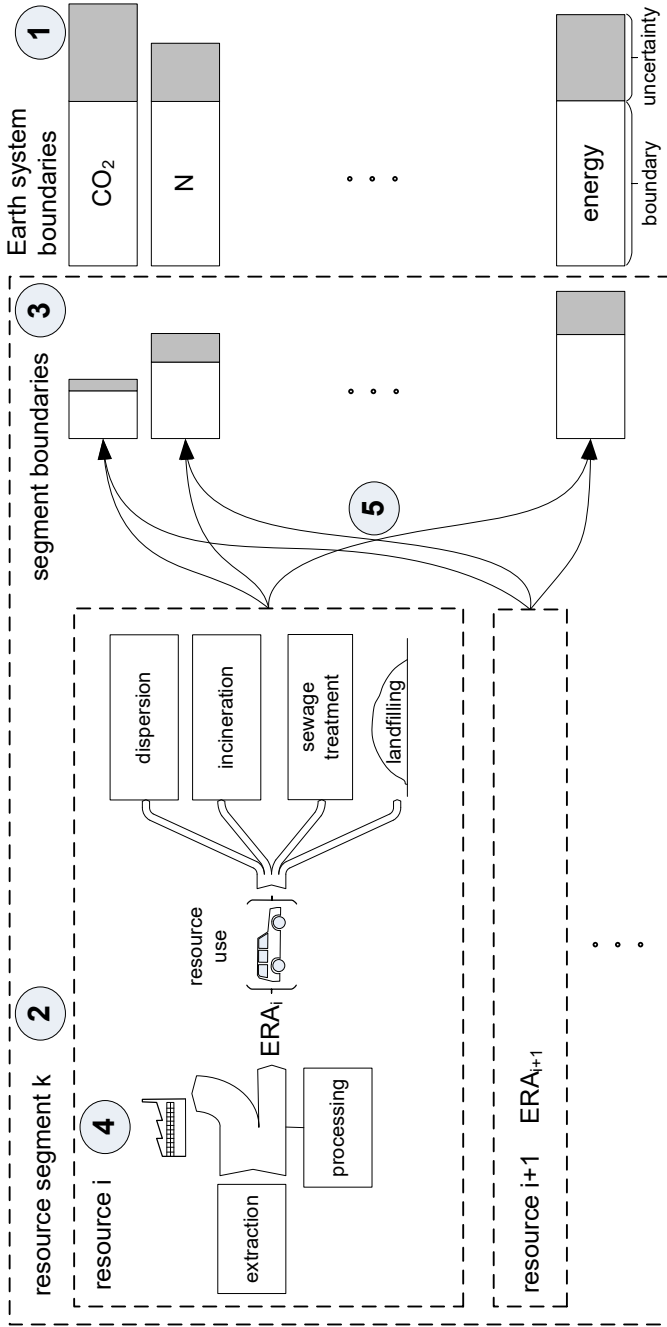 resource segment k
2
segment boundaries
3
Earth system
boundaries
1
resource i
4
extraction
processing
ERAᵢ
resource
use
dispersion
incineration
sewage
treatment
landfilling
5
CO₂
N
energy
boundary
uncertainty
resource i+1
ERAᵢ₊₁